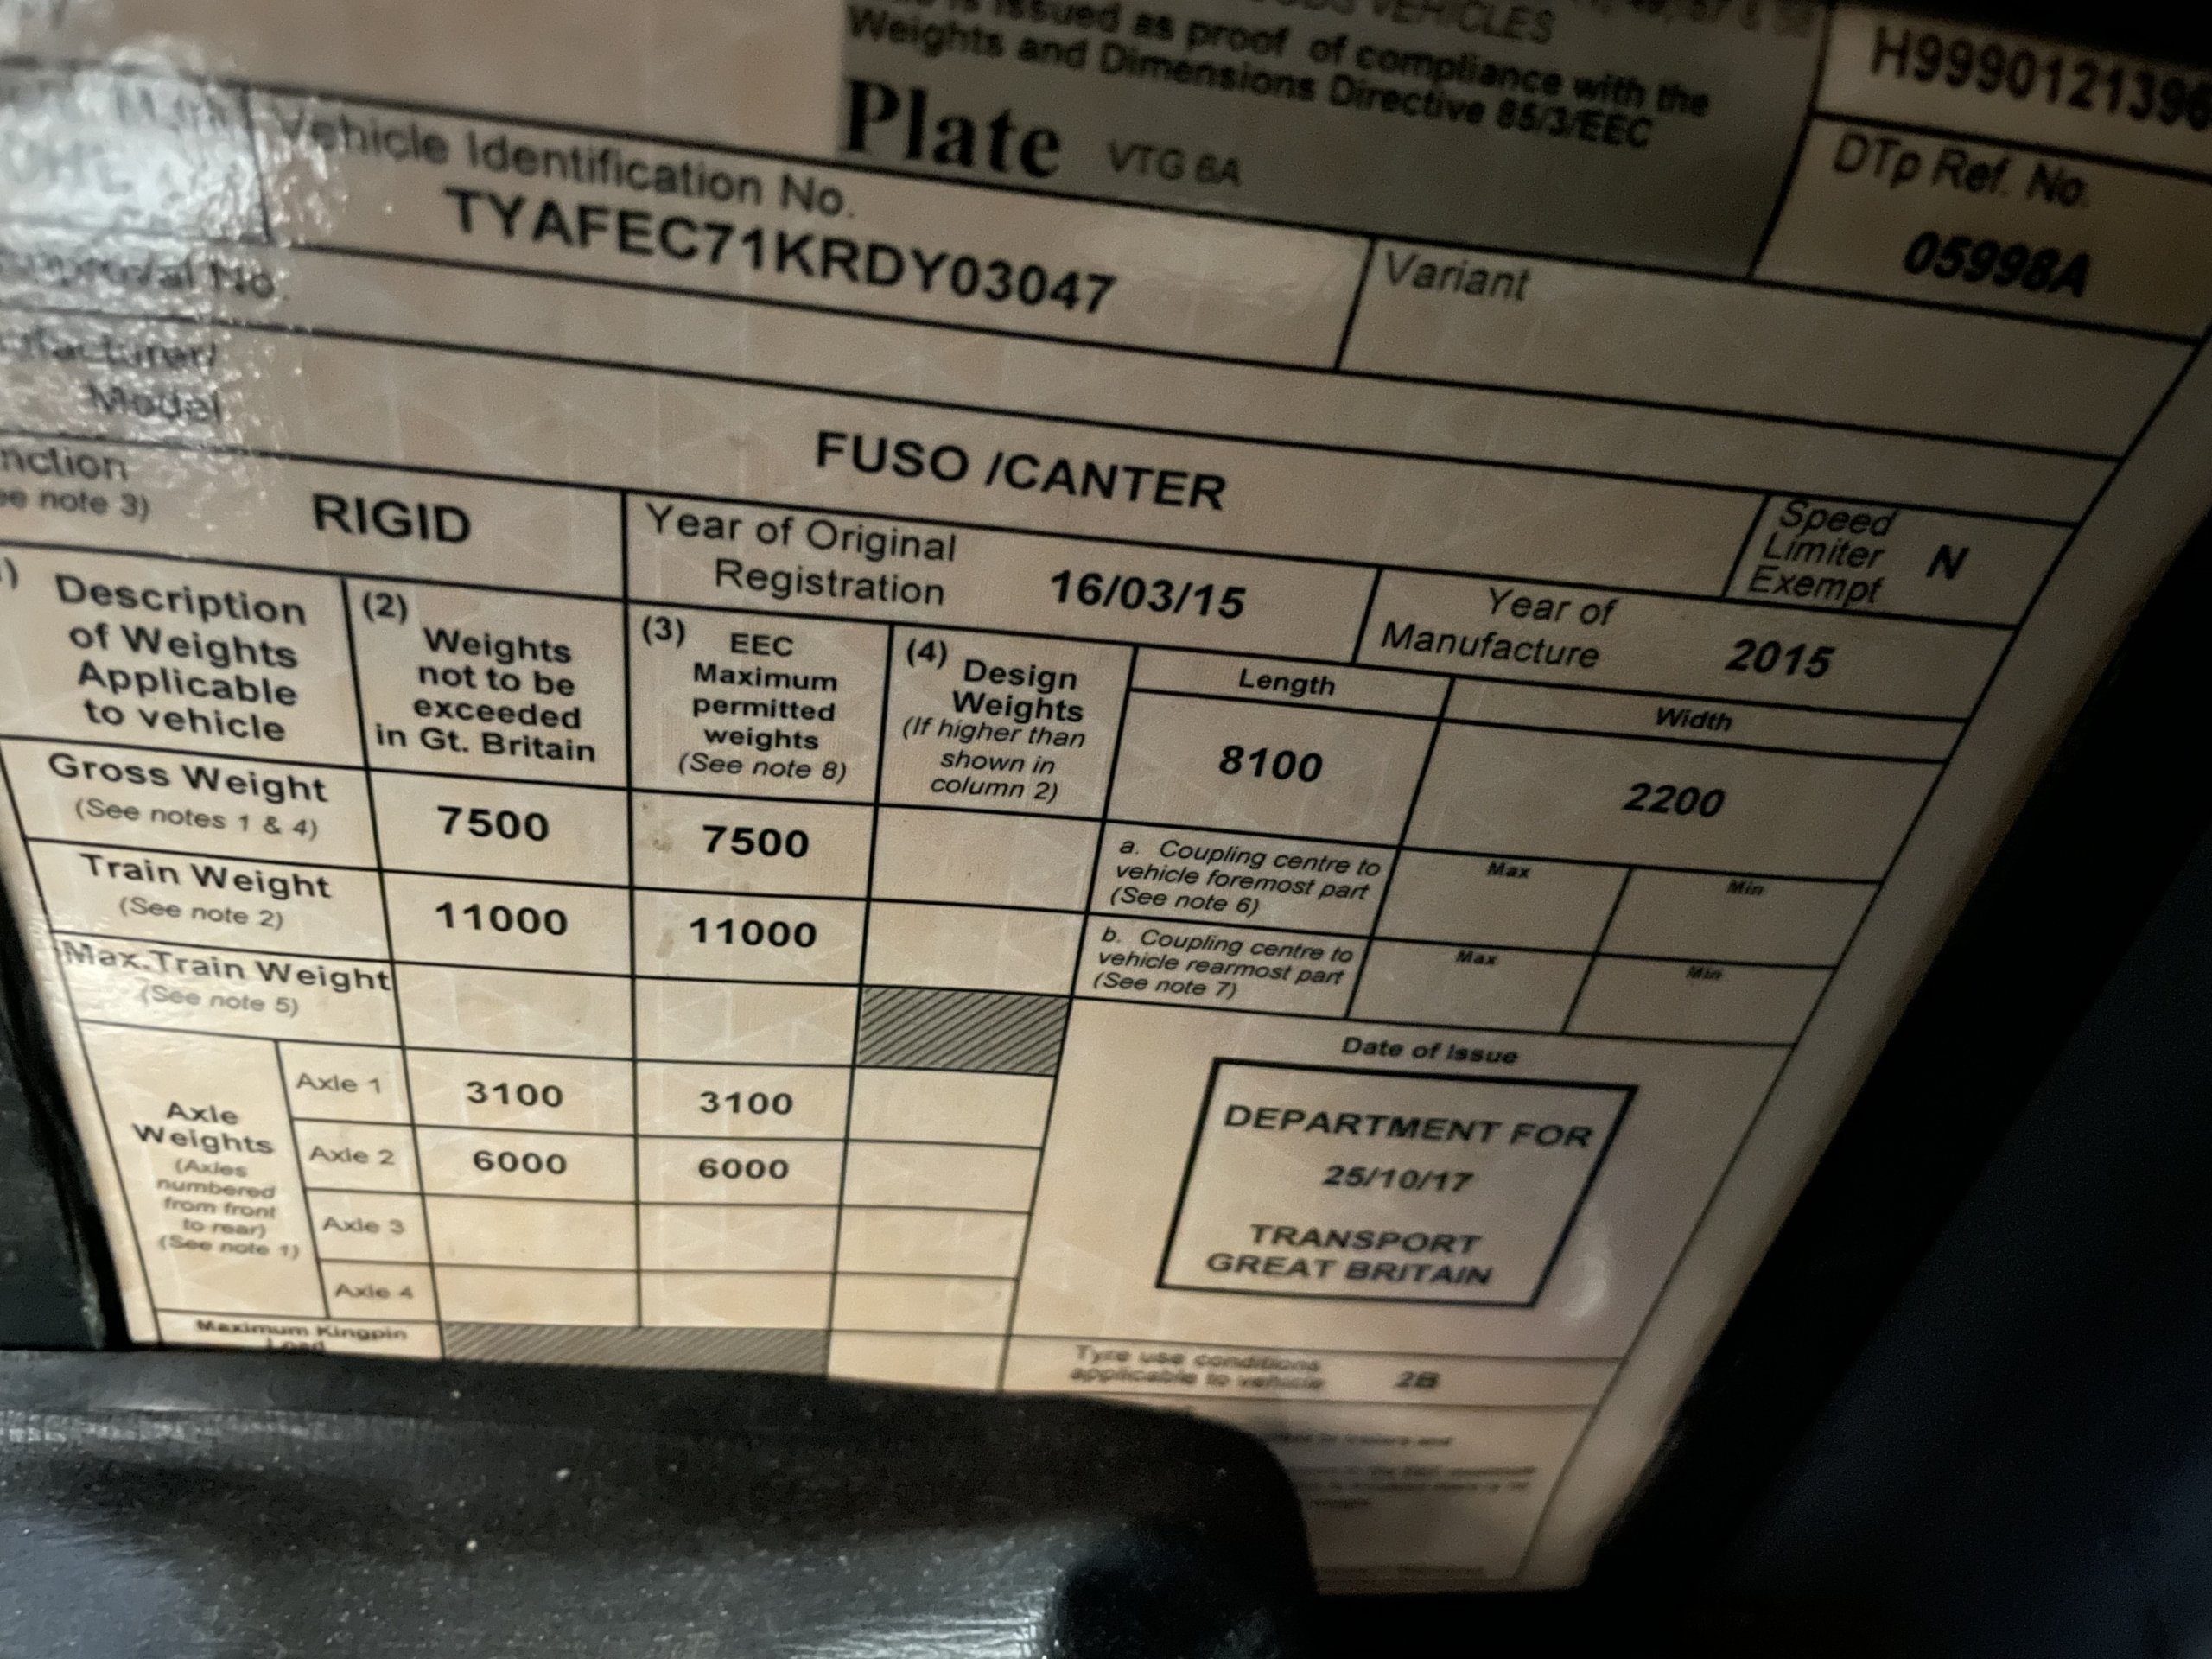 VEHICLES
is issued as proof of compliance with the
Weights and Dimensions Directive 85/3/EEC
Plate VTG 6A
H999012139
DTp Ref. No.
05998A
Vehicle Identification No.
TYAFEC71KRDY03047
Variant
No.
Model
FUSO /CANTER
Speed
Limiter
Exempt
N
(See note 3)
RIGID
Year of Original
Registration
16/03/15
Year of
Manufacture
2015
Description
of Weights
Applicable
to vehicle
(2) Weights
not to be
exceeded
in Gt. Britain
(3) EEC
Maximum
permitted
weights
(See note 8)
(4) Design
Weights
(If higher than
shown in
column 2)
Length
8100
Width
2200
Gross Weight
(See notes 1 & 4)
7500
7500
a. Coupling centre to
vehicle foremost part
(See note 6)
Max
Min
Train Weight
(See note 2)
11000
11000
b. Coupling centre to
vehicle rearmost part
(See note 7)
Max
Min
Max.Train Weight
(See note 5)
Axle
Weights
(Axles
numbered
from front
to rear)
(See note 1)
Axle 1
3100
3100
Axle 2
6000
6000
Axle 3
Axle 4
Maximum Kingpin
Load
Date of Issue
DEPARTMENT FOR
25/10/17
TRANSPORT
GREAT BRITAIN
Tyre use conditions
applicable to vehicle
2B